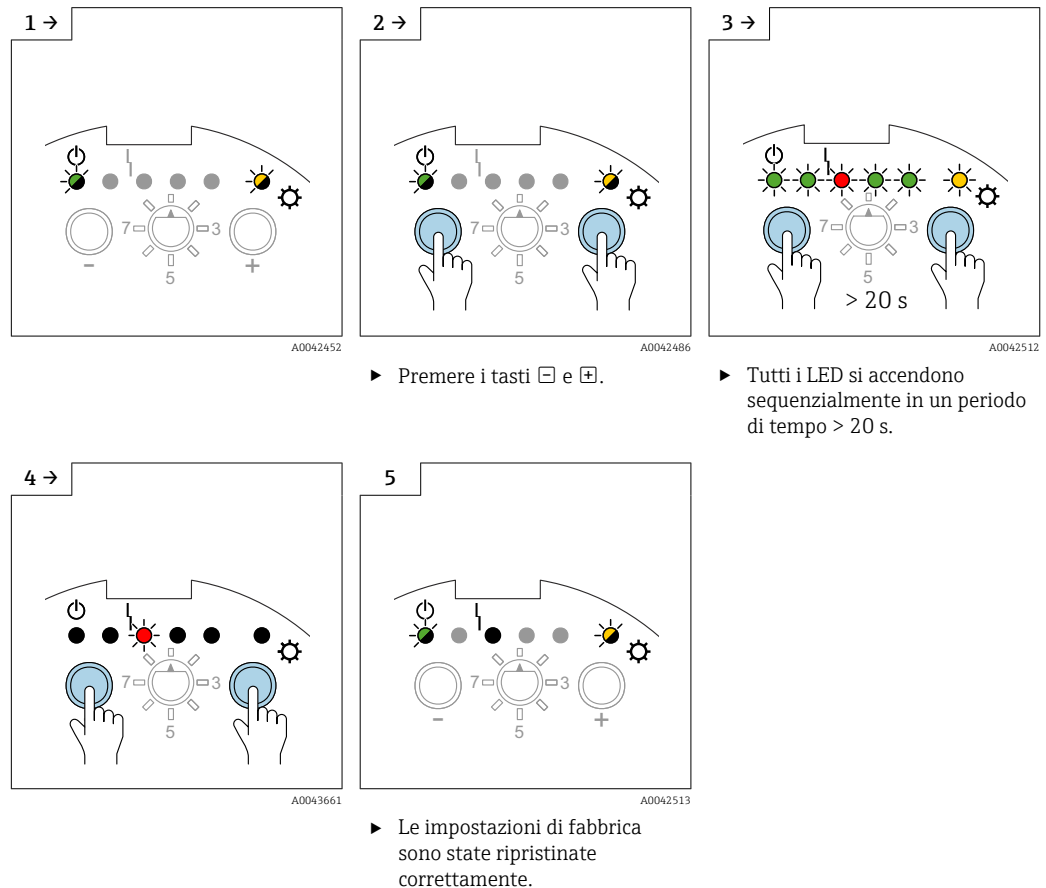 1 →
7
3
5
-
+
A0042452
2 →
7
3
5
A0042486
► Premere i tasti ⊟ e ⊞.
3 →
7
3
5
> 20 s
A0042512
► Tutti i LED si accendono
sequenzialmente in un periodo
di tempo > 20 s.
4 →
7
3
5
A0043661
5
7
3
5
-
+
A0042513
► Le impostazioni di fabbrica
sono state ripristinate
correttamente.